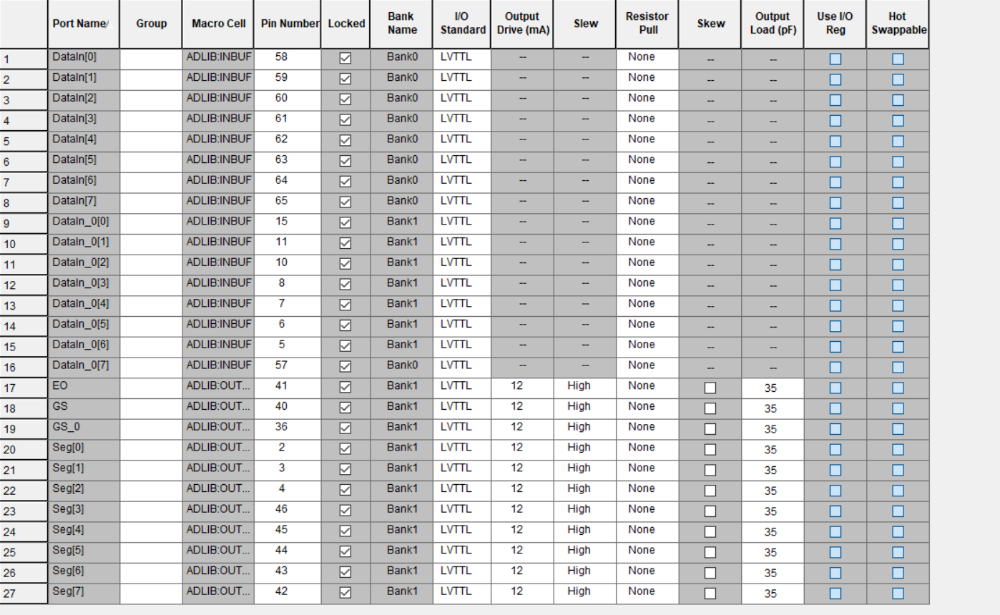 Port Name Group Macro Cell Pin Number Locked Bank Name I/O Standard Output Drive (mA) Slew Resistor Pull Skew Output Load (pF) Use I/O Reg Hot Swappable
1 DataIn[0] ADLIB:INBUF 58 Bank0 LVTTL -- -- None -- --
2 DataIn[1] ADLIB:INBUF 59 Bank0 LVTTL -- -- None -- --
3 DataIn[2] ADLIB:INBUF 60 Bank0 LVTTL -- -- None -- --
4 DataIn[3] ADLIB:INBUF 61 Bank0 LVTTL -- -- None -- --
5 DataIn[4] ADLIB:INBUF 62 Bank0 LVTTL -- -- None -- --
6 DataIn[5] ADLIB:INBUF 63 Bank0 LVTTL -- -- None -- --
7 DataIn[6] ADLIB:INBUF 64 Bank0 LVTTL -- -- None -- --
8 DataIn[7] ADLIB:INBUF 65 Bank0 LVTTL -- -- None -- --
9 DataIn_0[0] ADLIB:INBUF 15 Bank1 LVTTL -- -- None -- --
10 DataIn_0[1] ADLIB:INBUF 11 Bank1 LVTTL -- -- None -- --
11 DataIn_0[2] ADLIB:INBUF 10 Bank1 LVTTL -- -- None -- --
12 DataIn_0[3] ADLIB:INBUF 8 Bank1 LVTTL -- -- None -- --
13 DataIn_0[4] ADLIB:INBUF 7 Bank1 LVTTL -- -- None -- --
14 DataIn_0[5] ADLIB:INBUF 6 Bank1 LVTTL -- -- None -- --
15 DataIn_0[6] ADLIB:INBUF 5 Bank1 LVTTL -- -- None -- --
16 DataIn_0[7] ADLIB:INBUF 57 Bank0 LVTTL -- -- None -- --
17 EO ADLIB:OUT... 41 Bank1 LVTTL 12 High None 35
18 GS ADLIB:OUT... 40 Bank1 LVTTL 12 High None 35
19 GS_0 ADLIB:OUT... 36 Bank1 LVTTL 12 High None 35
20 Seg[0] ADLIB:OUT... 2 Bank1 LVTTL 12 High None 35
21 Seg[1] ADLIB:OUT... 3 Bank1 LVTTL 12 High None 35
22 Seg[2] ADLIB:OUT... 4 Bank1 LVTTL 12 High None 35
23 Seg[3] ADLIB:OUT... 46 Bank1 LVTTL 12 High None 35
24 Seg[4] ADLIB:OUT... 45 Bank1 LVTTL 12 High None 35
25 Seg[5] ADLIB:OUT... 44 Bank1 LVTTL 12 High None 35
26 Seg[6] ADLIB:OUT... 43 Bank1 LVTTL 12 High None 35
27 Seg[7] ADLIB:OUT... 42 Bank1 LVTTL 12 High None 35